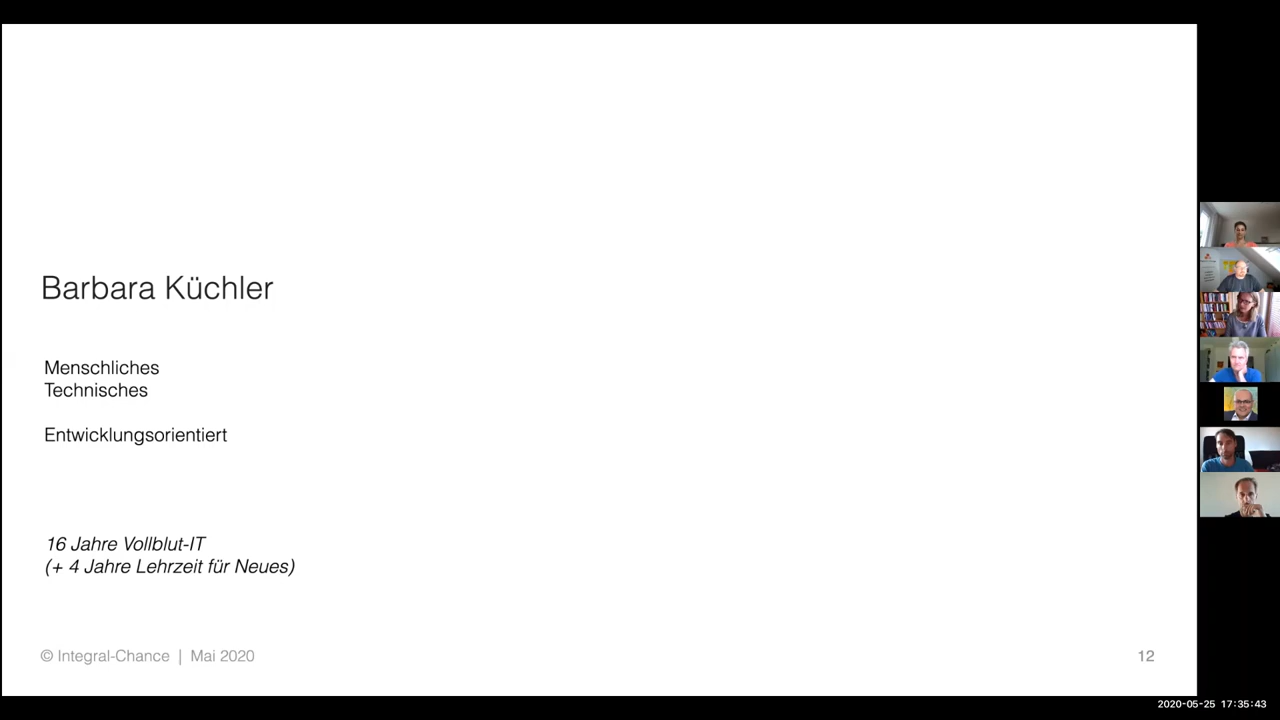 Barbara Küchler
Menschliches
Technisches
Entwicklungsorientiert
16 Jahre Vollblut-IT
(+ 4 Jahre Lehrzeit für Neues)
© Integral-Chance | Mai 2020
12
2020-05-25 17:35:43